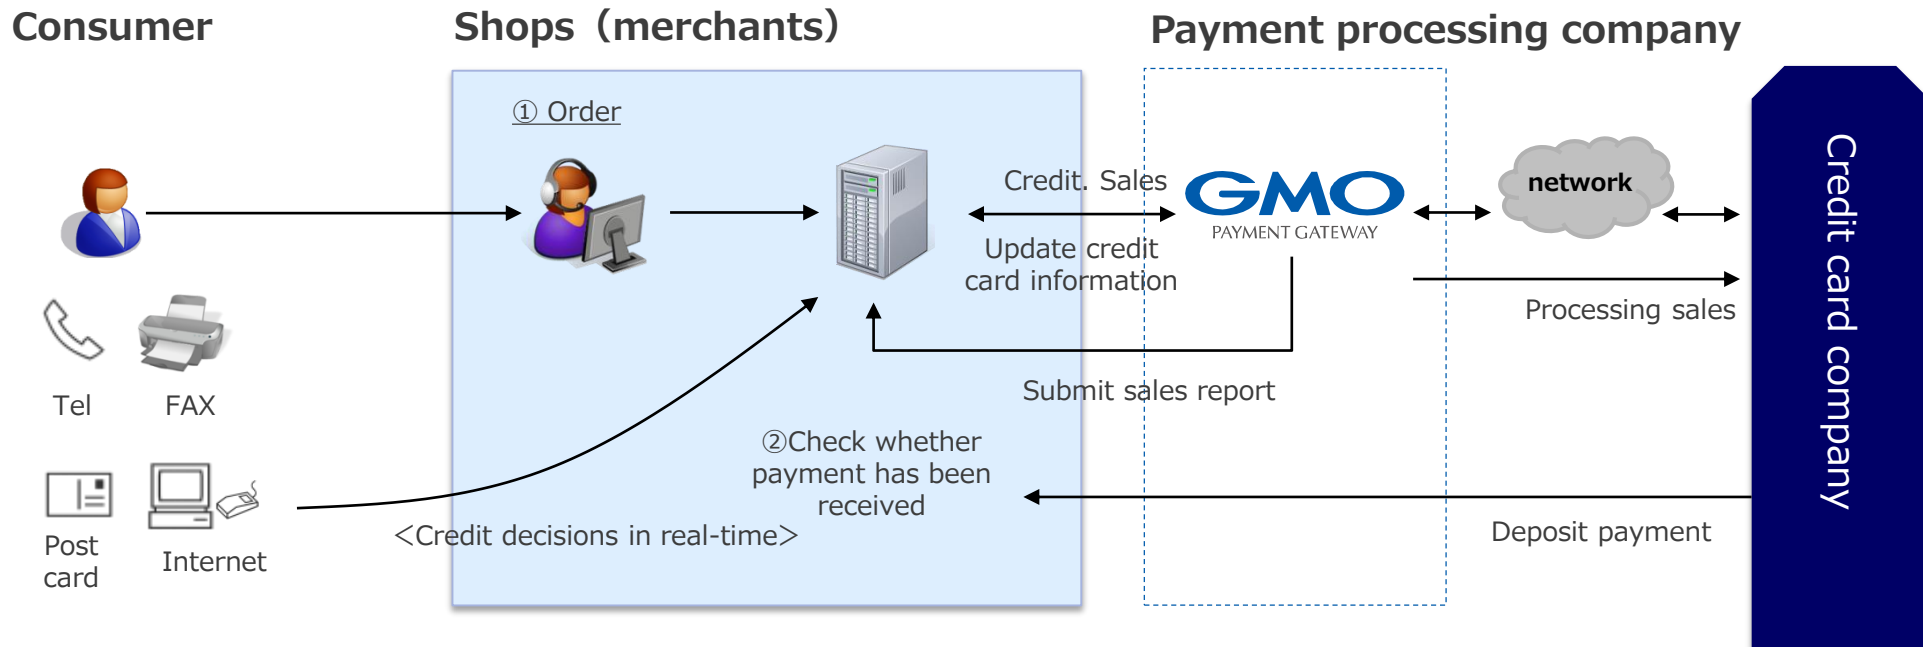 Consumer
Shops（merchants）
Payment processing company
① Order
Credit. Sales
Update credit
card information
GMO
PAYMENT GATEWAY
network
Processing sales
Submit sales report
Tel
FAX
②Check whether
payment has been
received
<Credit decisions in real-time>
Deposit payment
Post
card
Internet
Credit card company